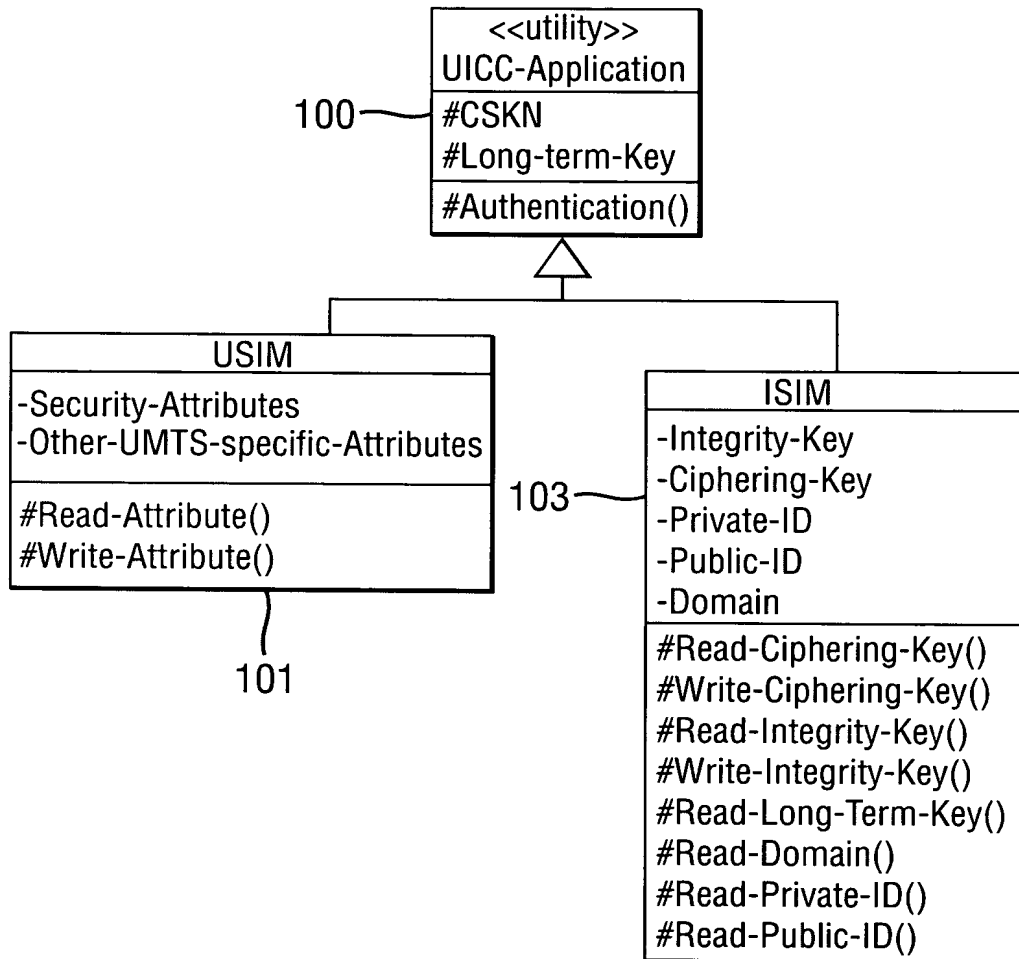 <<utility>>
UICC-Application
100
#CSKN
#Long-term-Key
#Authentication()
USIM
-Security-Attributes
-Other-UMTS-specific-Attributes
#Read-Attribute()
#Write-Attribute()
101
ISIM
103
-Integrity-Key
-Ciphering-Key
-Private-ID
-Public-ID
-Domain
#Read-Ciphering-Key()
#Write-Ciphering-Key()
#Read-Integrity-Key()
#Write-Integrity-Key()
#Read-Long-Term-Key()
#Read-Domain()
#Read-Private-ID()
#Read-Public-ID()